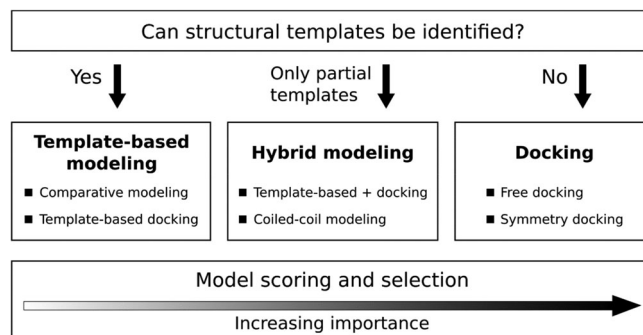 Can structural templates be identified?
Yes
Only partial
templates
No
Template-based
modeling
■ Comparative modeling
■ Template-based docking
Hybrid modeling
■ Template-based + docking
■ Coiled-coil modeling
Docking
■ Free docking
■ Symmetry docking
Model scoring and selection
Increasing importance